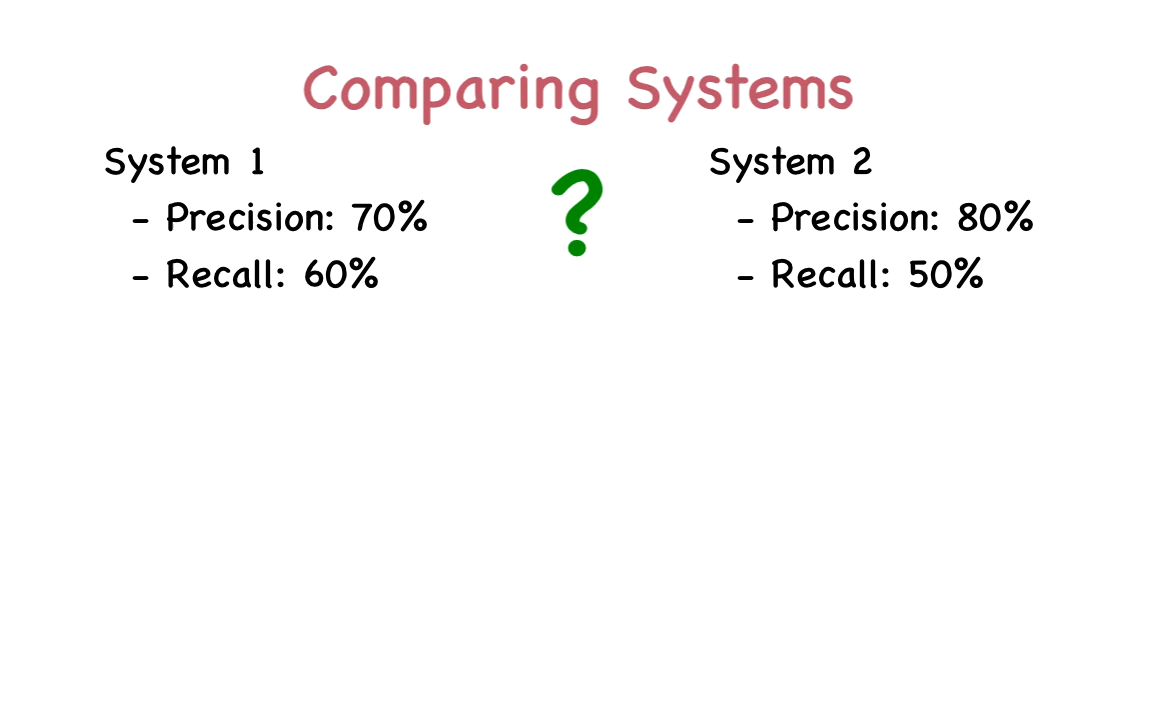 Comparing Systems
System 1
- Precision: 70%
- Recall: 60%
?
System 2
- Precision: 80%
- Recall: 50%